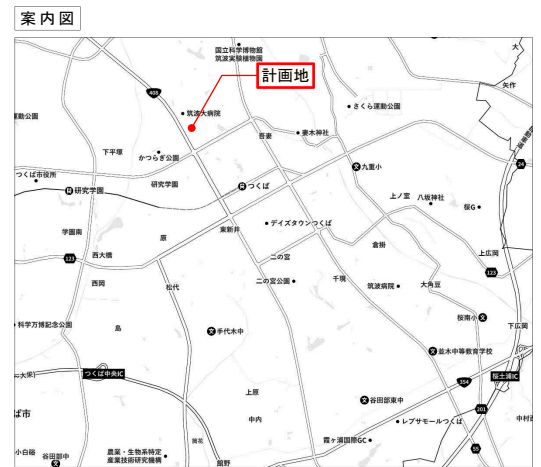 案内図
国立科学博物館
筑波実験植物園
大
計画地
矢作
408
筑波大病院
さくら運動公園
運動公園
吾妻
妻木神社
下平塚
かつらぎ公園
九重小
24
つくば市役所
研究学園
研究学園
つくば
上ノ室
八坂神社
桜G
学園南
東新井
デイズタウンつくば
原
倉掛
上広岡
123
西大橋
二の宮
123
西岡
松代
二の宮公園
千現
筑波病院
大角豆
科学万博記念公園
島
手代木中
桜南小
下広岡
並木中等教育学校
つくば中央IC
桜土浦IC
354
上原
谷田部東中
201
ば市
中内
レプサモールつくば
中村西
小白硲
谷田部中
農業・生物系特定
産業技術研究機構
館野
霞ヶ浦国際GC
55